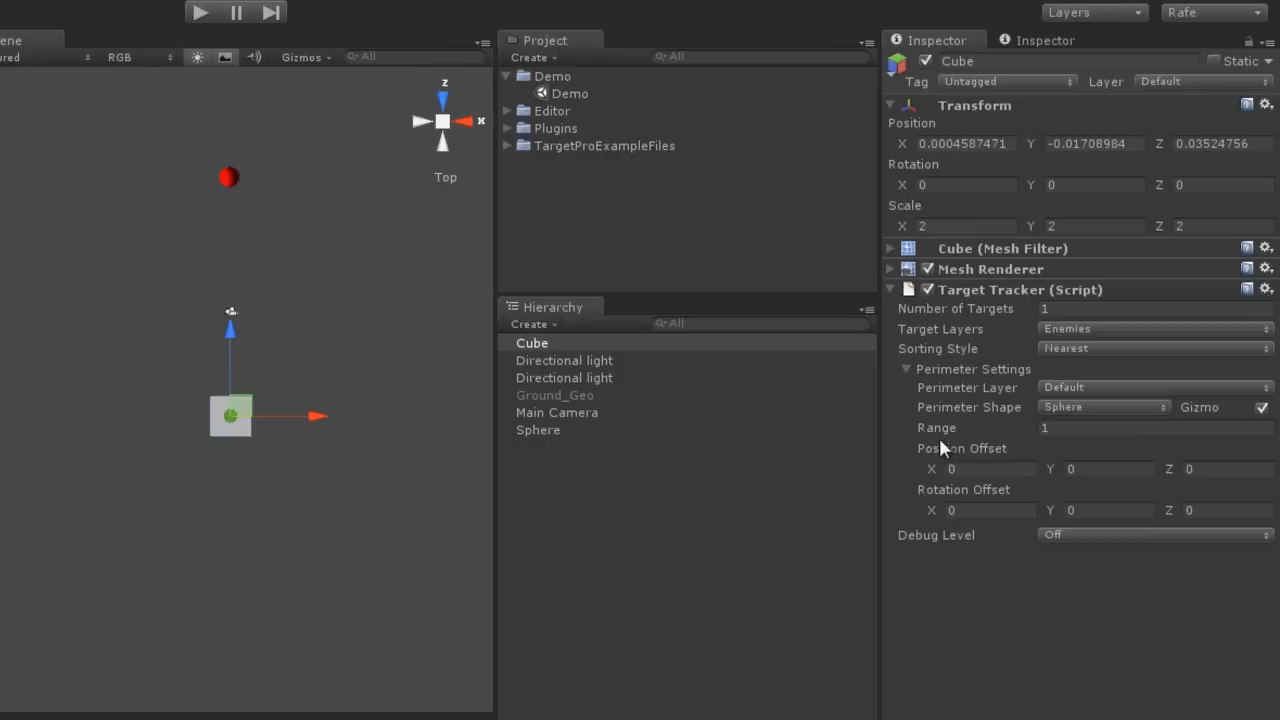 Layers Rafe
ene
ured RGB Gizmos All
z
x
Top
Project
Create All
Demo
Demo
Editor
Plugins
TargetProExampleFiles
Hierarchy
Create All
Cube
Directional light
Directional light
Ground_Geo
Main Camera
Sphere
Inspector Inspector
Cube Static
Tag Untagged Layer Default
Transform
Position
X 0.0004587471 Y -0.01708984 Z 0.03524756
Rotation
X 0 Y 0 Z 0
Scale
X 2 Y 2 Z 2
Cube (Mesh Filter)
Mesh Renderer
Target Tracker (Script)
Number of Targets 1
Target Layers Enemies
Sorting Style Nearest
Perimeter Settings
Perimeter Layer Default
Perimeter Shape Sphere Gizmo
Range 1
Position Offset
X 0 Y 0 Z 0
Rotation Offset
X 0 Y 0 Z 0
Debug Level Off